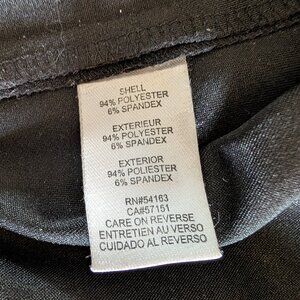 SHELL
94% POLYESTER
6% SPANDEX
EXTERIEUR
94% POLYESTER
6% SPANDEX
EXTERIOR
94% POLIESTER
6% SPANDEX
RN#54163
CA#57151
CARE ON REVERSE
ENTRETIEN AU VERSO
CUIDADO AL REVERSO